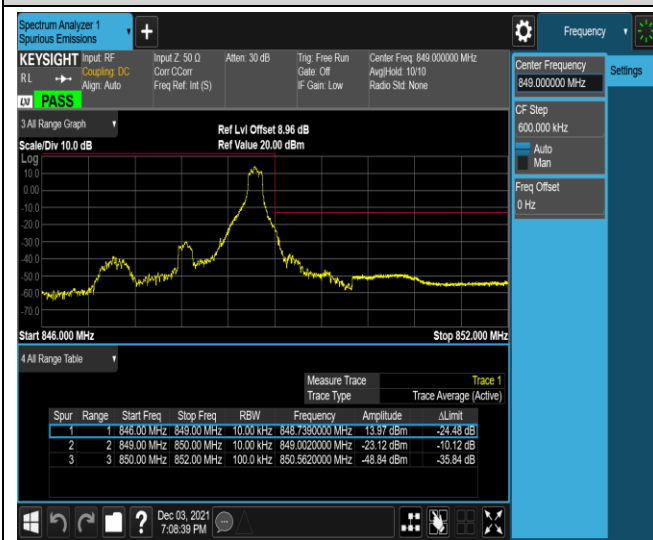 Spectrum Analyzer 1
Spurious Emissions
Frequency
KEYSIGHT Input: RF
Coupling: DC
Align: Auto
RL
Input Z: 50 Ω
Corr CCorr
Freq Ref: Int (S)
Atten: 30 dB
Trig: Free Run
Gate: Off
IF Gain: Low
Center Freq: 849.000000 MHz
Avg|Hold: 10/10
Radio Std: None
LXI PASS
Center Frequency
849.000000 MHz
Settings
CF Step
600.000 kHz
Auto
Man
Freq Offset
0 Hz
3 All Range Graph
Ref Lvl Offset 8.96 dB
Scale/Div 10.0 dB
Ref Value 20.00 dBm
Log
10.0
0.00
-10.0
-20.0
-30.0
-40.0
-50.0
-60.0
-70.0
Start 846.000 MHz
Stop 852.000 MHz
4 All Range Table
Measure Trace Trace 1
Trace Type Trace Average (Active)
Spur Range Start Freq Stop Freq RBW Frequency Amplitude ΔLimit
1 1 846.00 MHz 849.00 MHz 10.00 kHz 848.7390000 MHz 13.97 dBm -24.48 dB
2 2 849.00 MHz 850.00 MHz 10.00 kHz 849.0020000 MHz -23.12 dBm -10.12 dB
3 3 850.00 MHz 852.00 MHz 100.0 kHz 850.5620000 MHz -48.84 dBm -35.84 dB
?
Dec 03, 2021
7:08:39 PM